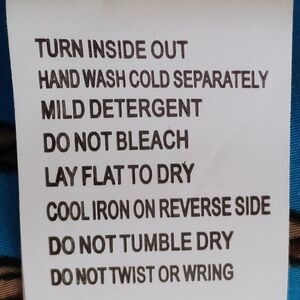 TURN INSIDE OUT
HAND WASH COLD SEPARATELY
MILD DETERGENT
DO NOT BLEACH
LAY FLAT TO DRY
COOL IRON ON REVERSE SIDE
DO NOT TUMBLE DRY
DO NOT TWIST OR WRING